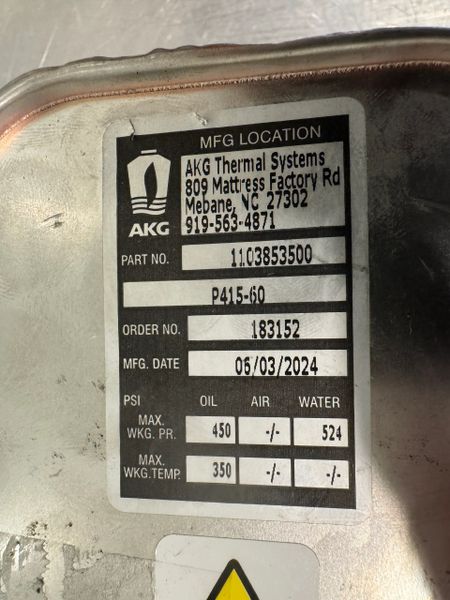 MFG LOCATION
AKG Thermal Systems
809 Mattress Factory Rd
Mebane, NC 27302
919-563-4871
AKG
PART NO. 1103853500
P415-60
ORDER NO. 183152
MFG. DATE 06/03/2024
PSI OIL AIR WATER
MAX. WKG. PR. 450 -/- 524
MAX. WKG.TEMP. 350 -/- -/-